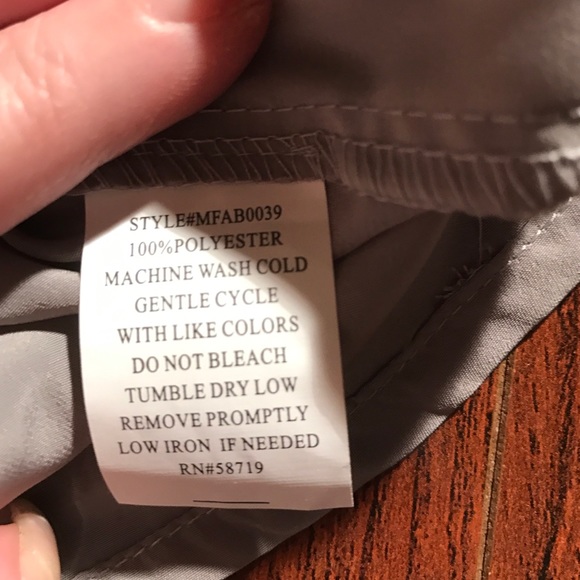 STYLE#MFAB0039
100%POLYESTER
MACHINE WASH COLD
GENTLE CYCLE
WITH LIKE COLORS
DO NOT BLEACH
TUMBLE DRY LOW
REMOVE PROMPTLY
LOW IRON IF NEEDED
RN#58719